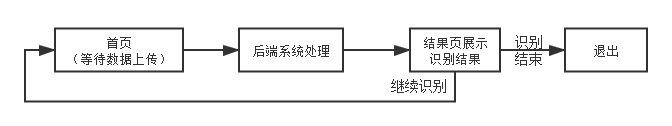 首页
（等待数据上传）
后端系统处理
结果页展示
识别结果
识别
结束
退出
继续识别